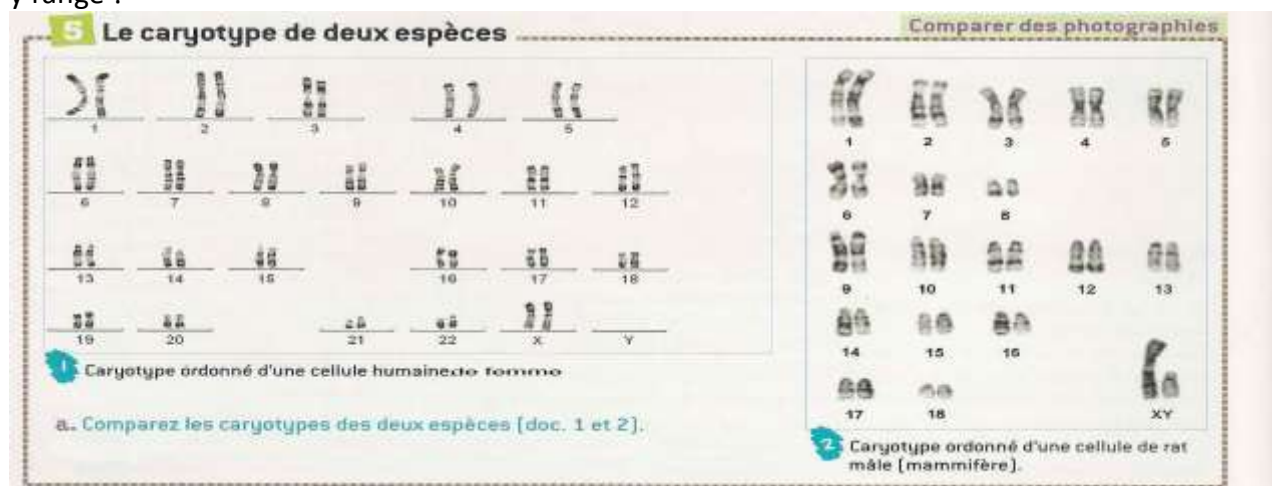 y range ?
5 Le caryotype de deux espèces
Comparer des photographies
1 2 3 4 5
6 7 8 9 10 11 12
13 14 15 16 17 18
19 20 21 22 X Y
1 Caryotype ordonné d'une cellule humaine de femme
a. Comparez les caryotypes des deux espèces (doc. 1 et 2).
1 2 3 4 5
6 7 8
9 10 11 12 13
14 15 16
17 18 XY
2 Caryotype ordonné d'une cellule de rat
mâle (mammifère).